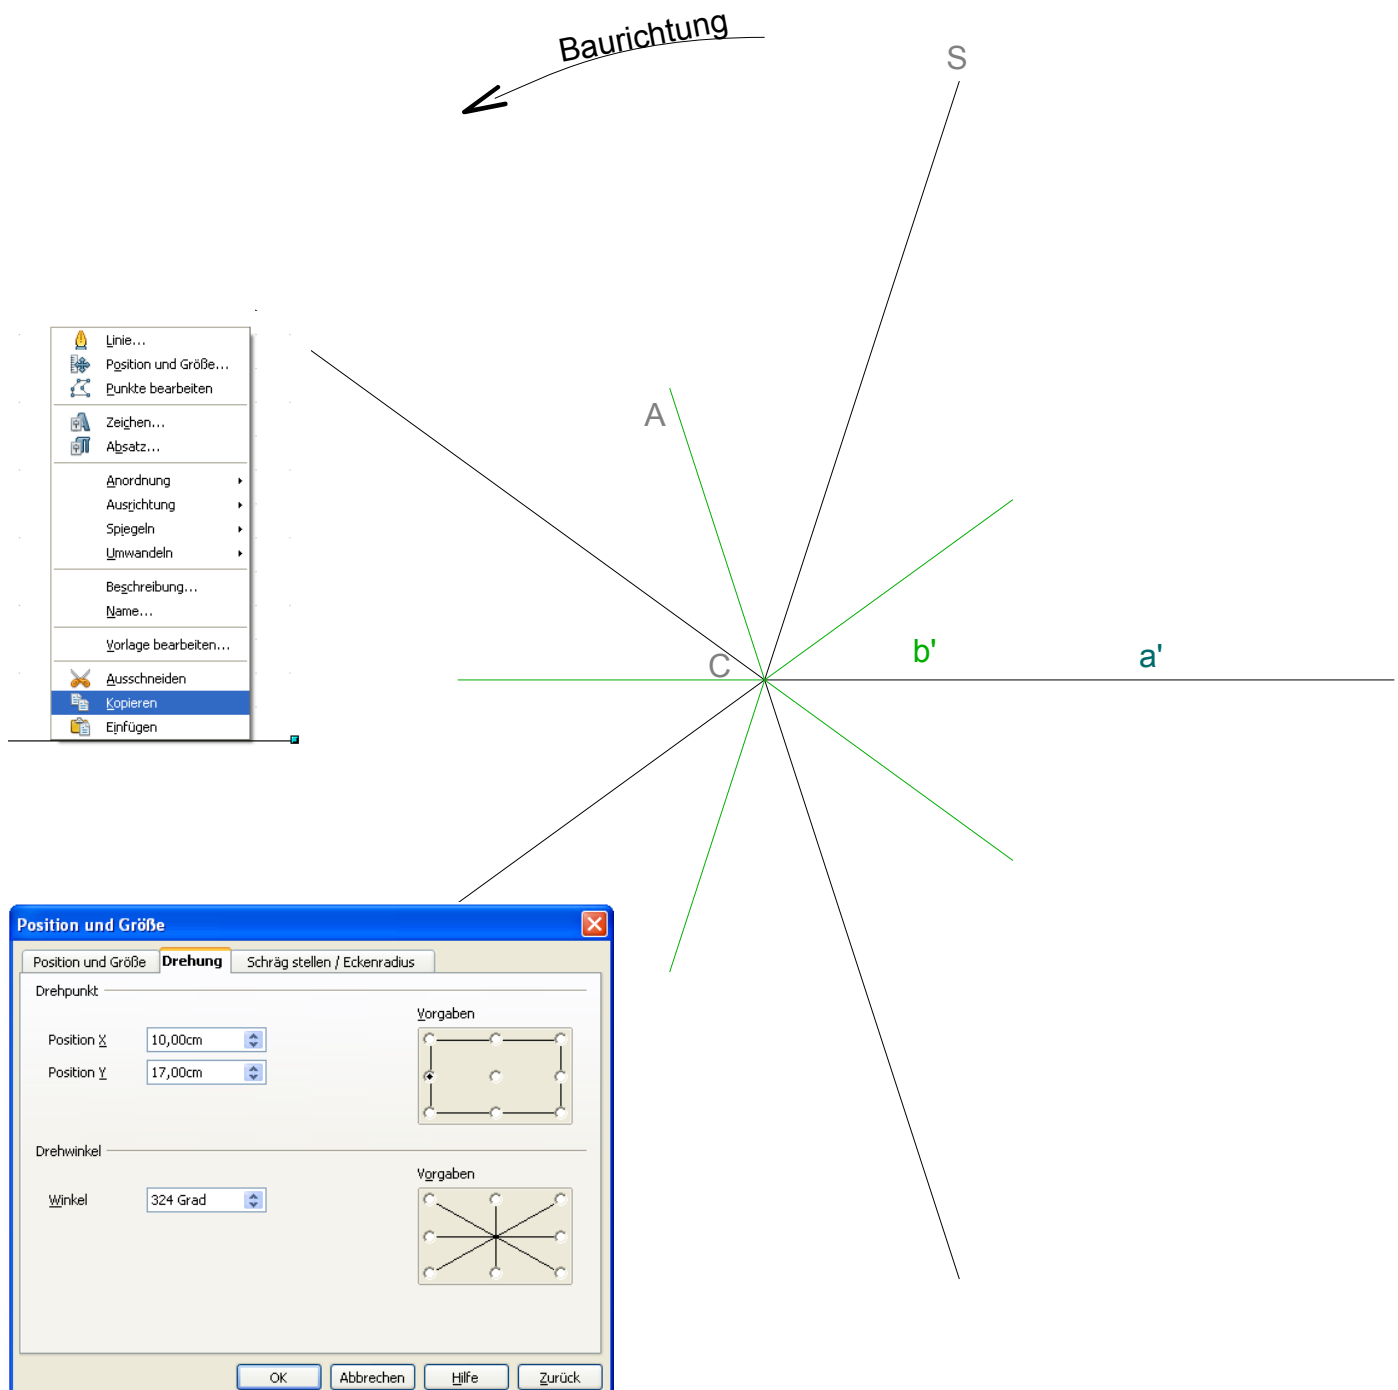 Baurichtung
S
Linie...
Position und Größe...
Punkte bearbeiten
Zeichen...
Absatz...
Anordnung
Ausrichtung
Spiegeln
Umwandeln
Beschreibung...
Name...
Vorlage bearbeiten...
Ausschneiden
Kopieren
Einfügen
A
C
b'
a'
Position und Größe
Position und Größe Drehung Schräg stellen / Eckenradius
Drehpunkt
Vorgaben
Position X 10,00cm
Position Y 17,00cm
Drehwinkel
Vorgaben
Winkel 324 Grad
OK Abbrechen Hilfe Zurück